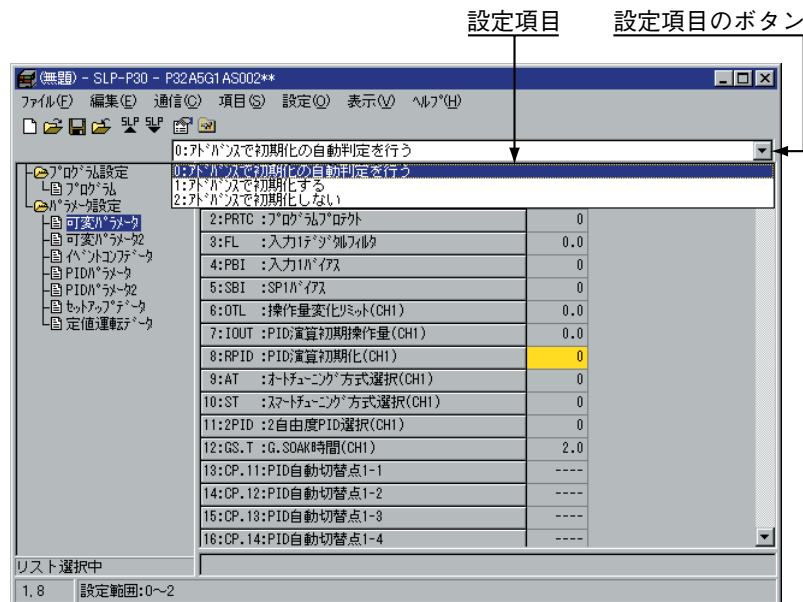 設定項目 設定項目のボタン
(無題) - SLP-P30 - P32A5G1AS002**
ﾌｧｲﾙ(F) 編集(E) 通信(C) 項目(S) 設定(O) 表示(V) ﾍﾙﾌﾟ(H)
SLP SLP
0:ｱﾄﾞﾊﾞﾝｽで初期化の自動判定を行う
0:ｱﾄﾞﾊﾞﾝｽで初期化の自動判定を行う
1:ｱﾄﾞﾊﾞﾝｽで初期化する
2:ｱﾄﾞﾊﾞﾝｽで初期化しない
ﾌﾟﾛｸﾞﾗﾑ設定
ﾌﾟﾛｸﾞﾗﾑ
ﾊﾟﾗﾒｰﾀ設定
可変ﾊﾟﾗﾒｰﾀ
可変ﾊﾟﾗﾒｰﾀ2
ｲﾍﾞﾝﾄｺﾝﾌﾃﾞｰﾀ
PIDﾊﾟﾗﾒｰﾀ
PIDﾊﾟﾗﾒｰﾀ2
ｾｯﾄｱｯﾌﾟﾃﾞｰﾀ
定値運転ﾃﾞｰﾀ
2:PRTC :ﾌﾟﾛｸﾞﾗﾑﾌﾟﾛﾃｸﾄ 0
3:FL :入力1ﾃﾞｼﾞﾀﾙﾌｨﾙﾀ 0.0
4:PBI :入力1ﾊﾞｲｱｽ 0
5:SBI :SP1ﾊﾞｲｱｽ 0
6:OTL :操作量変化ﾘﾐｯﾄ(CH1) 0.0
7:IOUT :PID演算初期操作量(CH1) 0.0
8:RPID :PID演算初期化(CH1) 0
9:AT :ｵｰﾄﾁｭｰﾆﾝｸﾞ方式選択(CH1) 0
10:ST :ｽﾏｰﾄﾁｭｰﾆﾝｸﾞ方式選択(CH1) 0
11:2PID :2自由度PID選択(CH1) 0
12:GS.T :G.SOAK時間(CH1) 2.0
13:CP.11:PID自動切替点1-1 ----
14:CP.12:PID自動切替点1-2 ----
15:CP.13:PID自動切替点1-3 ----
16:CP.14:PID自動切替点1-4 ----
リスト選択中
1,8 設定範囲:0～2